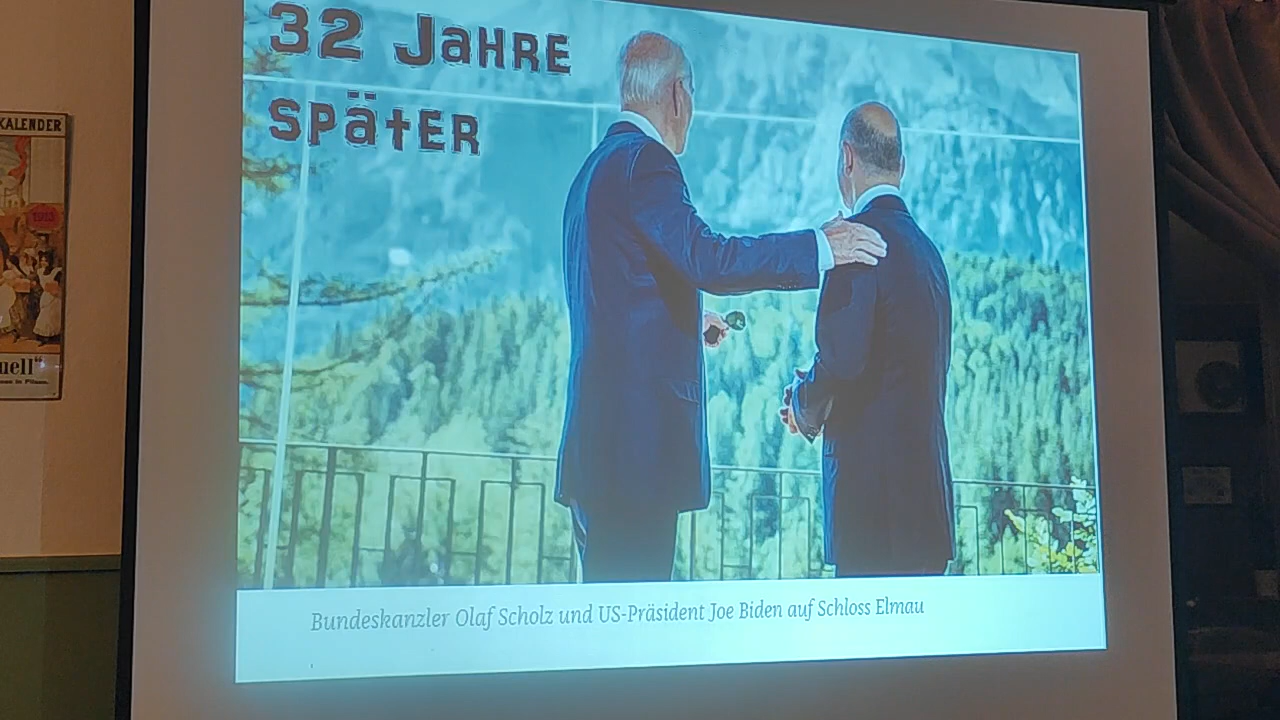 32 JaHRE
SPäTER
KALENDER
Bundeskanzler Olaf Scholz und US-Präsident Joe Biden auf Schloss Elmau